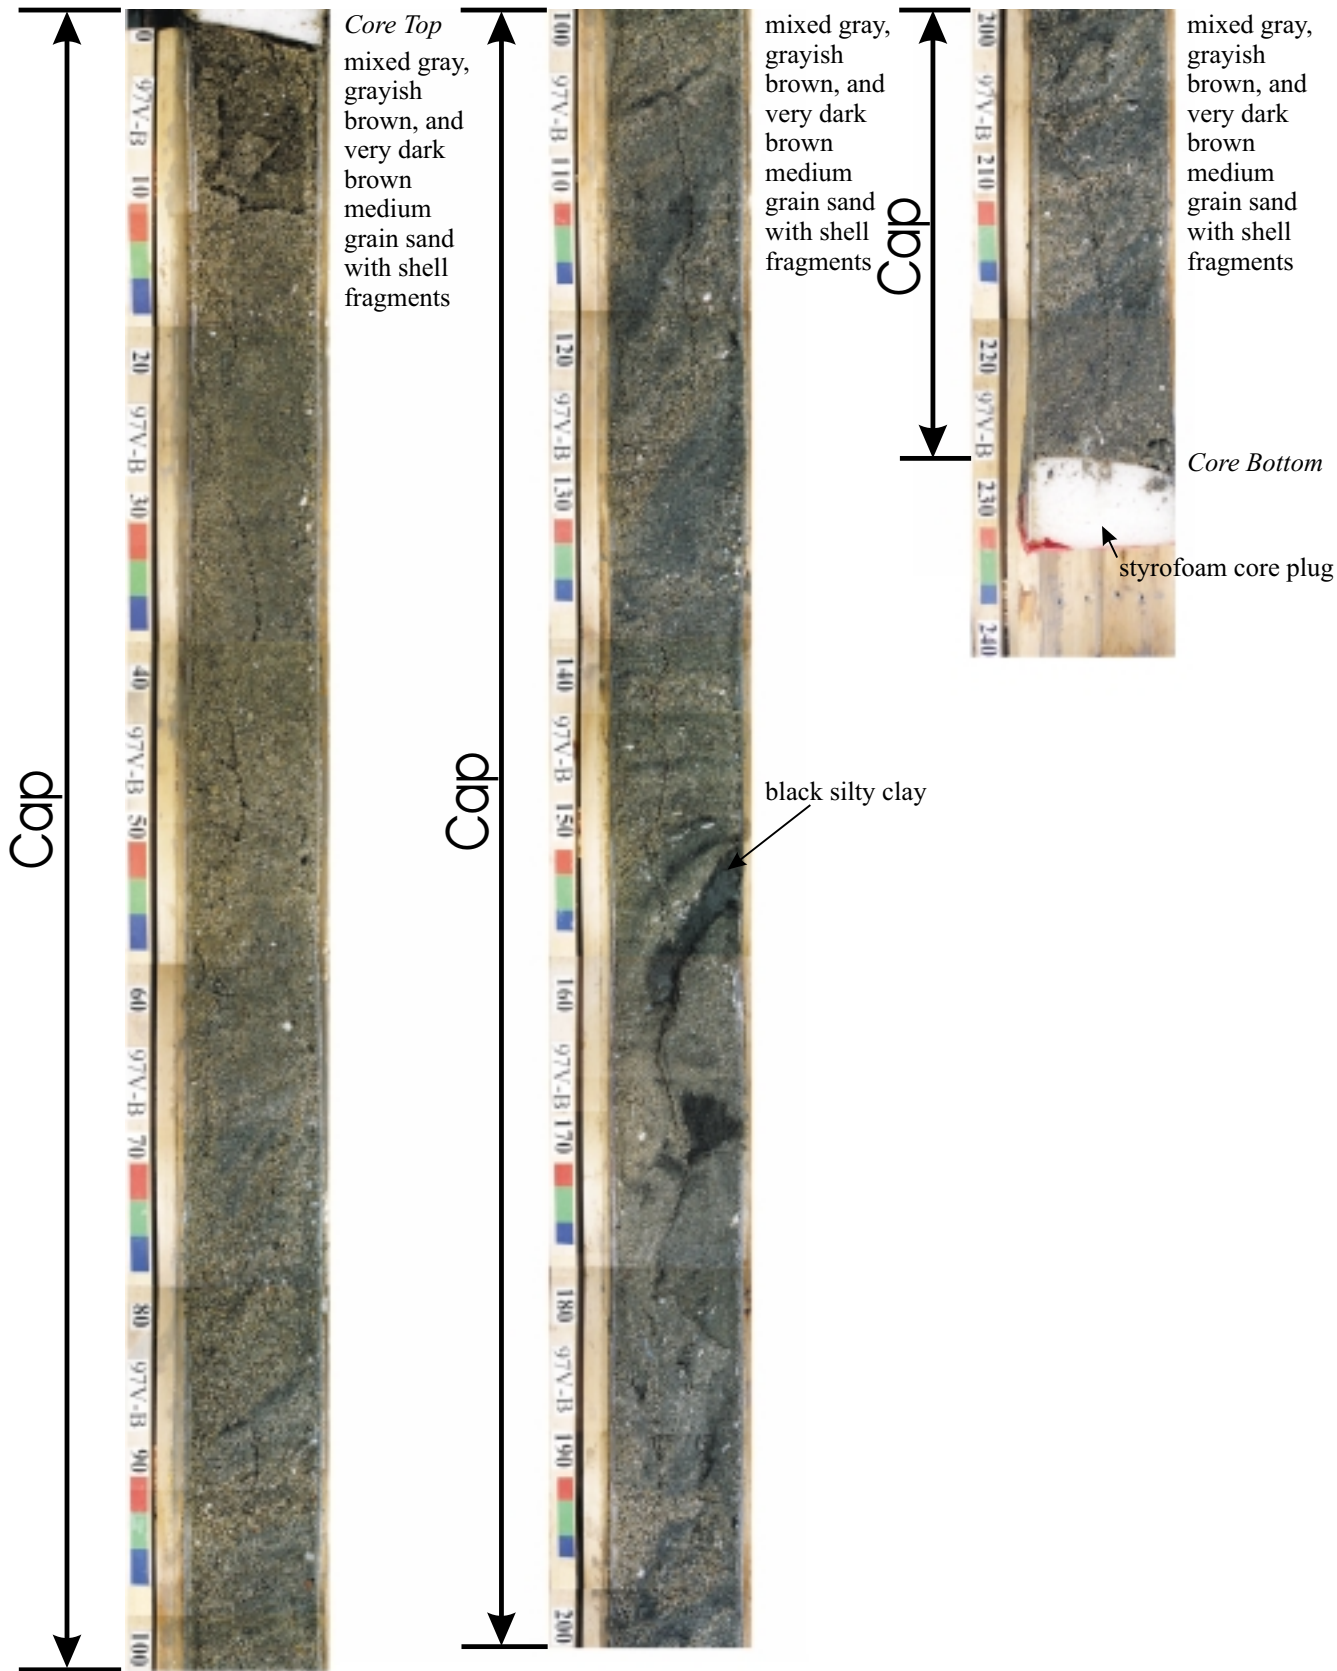 Core Top
mixed gray,
grayish
brown, and
very dark
brown
medium
grain sand
with shell
fragments
Cap
0
97V-B
10
20
97V-B
30
40
97V-B
50
60
97V-B
70
80
97V-B
90
100
mixed gray,
grayish
brown, and
very dark
brown
medium
grain sand
with shell
fragments
Cap
100
97V-B
110
120
97V-B
130
140
97V-B
150
black silty clay
160
97V-B
170
180
97V-B
190
200
mixed gray,
grayish
brown, and
very dark
brown
medium
grain sand
with shell
fragments
Cap
200
97V-B
210
220
97V-B
Core Bottom
230
styrofoam core plug
240